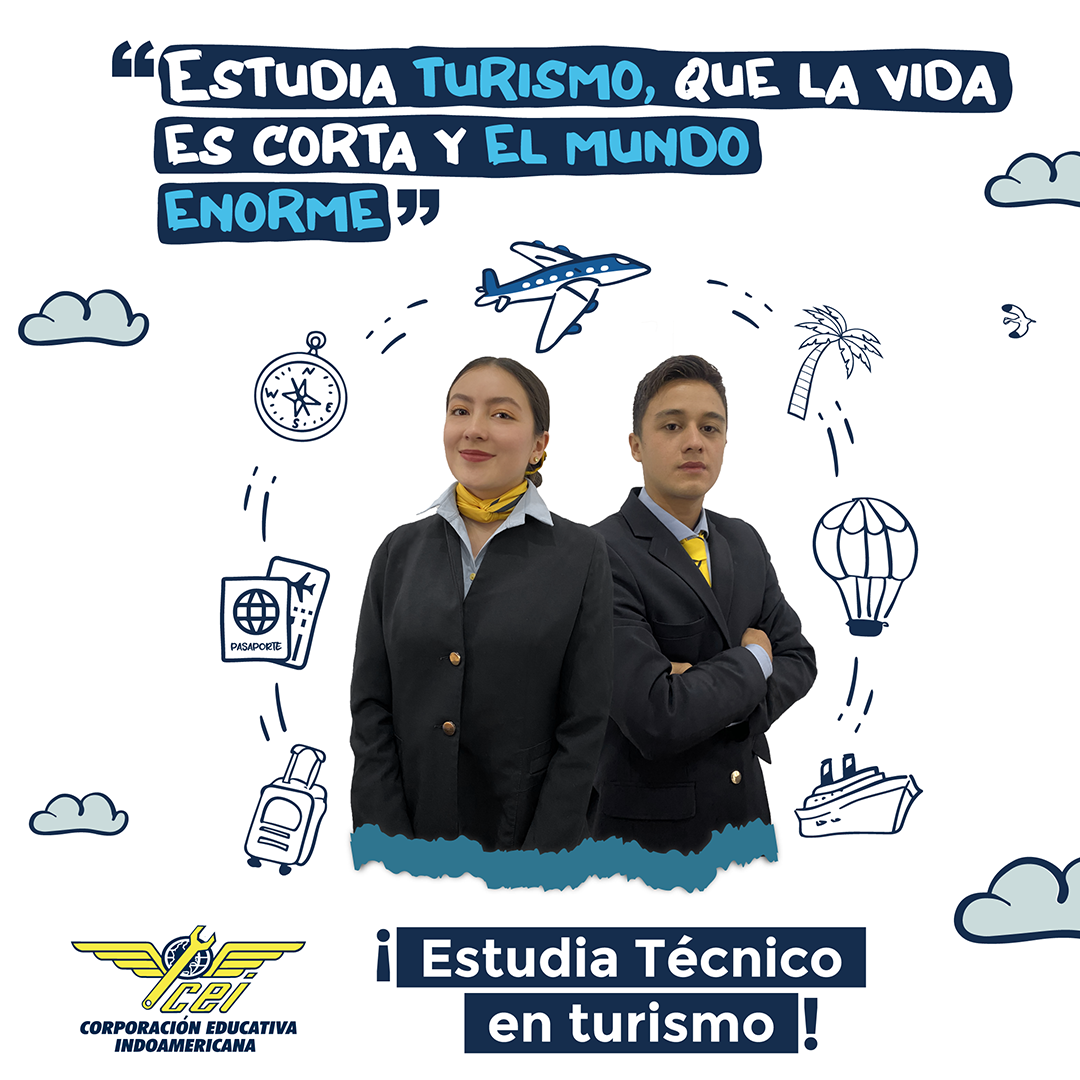 “ESTUDIA TURISMO, QUE LA VIDA
ES CORTA Y EL MUNDO
ENORME”
N
W E
S
PASAPORTE
cei
CORPORACIÓN EDUCATIVA
INDOAMERICANA
¡Estudia Técnico
en turismo!